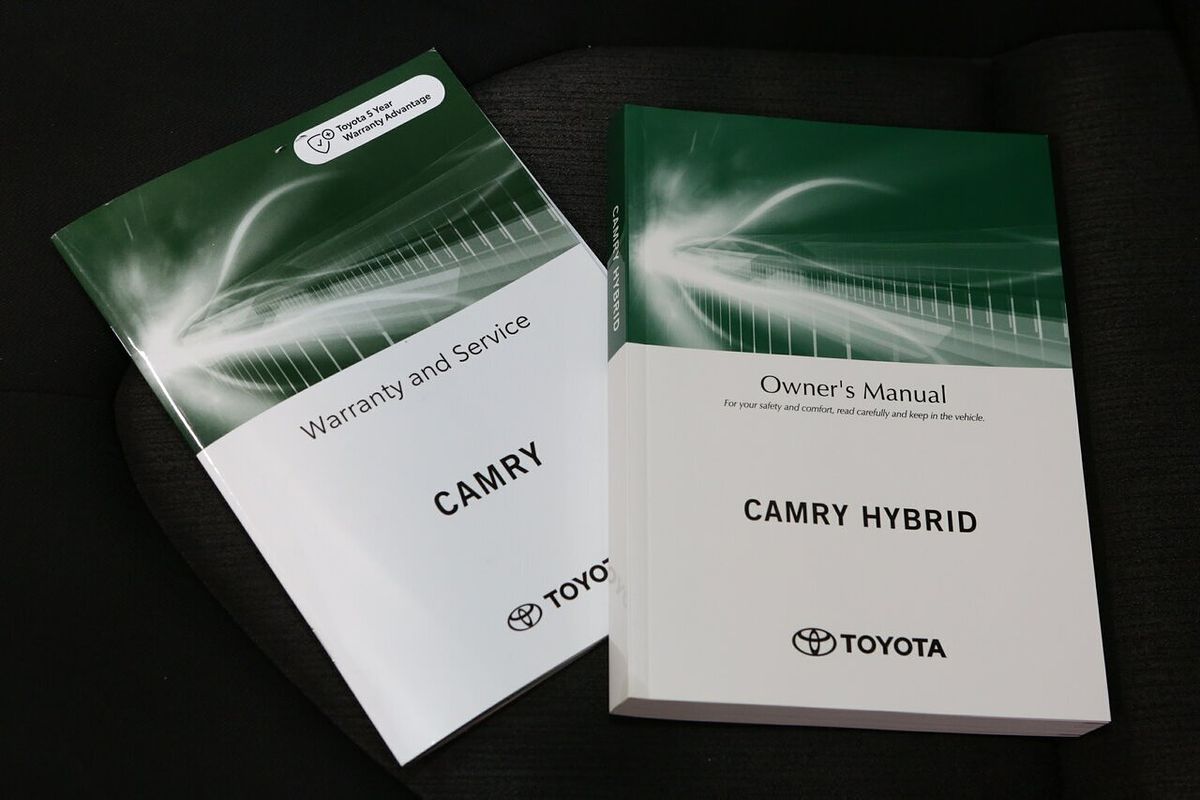 Toyota 5 Year
Warranty Advantage
Warranty and Service
CAMRY
TOYOT
CAMRY HYBRID
Owner's Manual
For your safety and comfort, read carefully and keep in the vehicle.
CAMRY HYBRID
TOYOTA